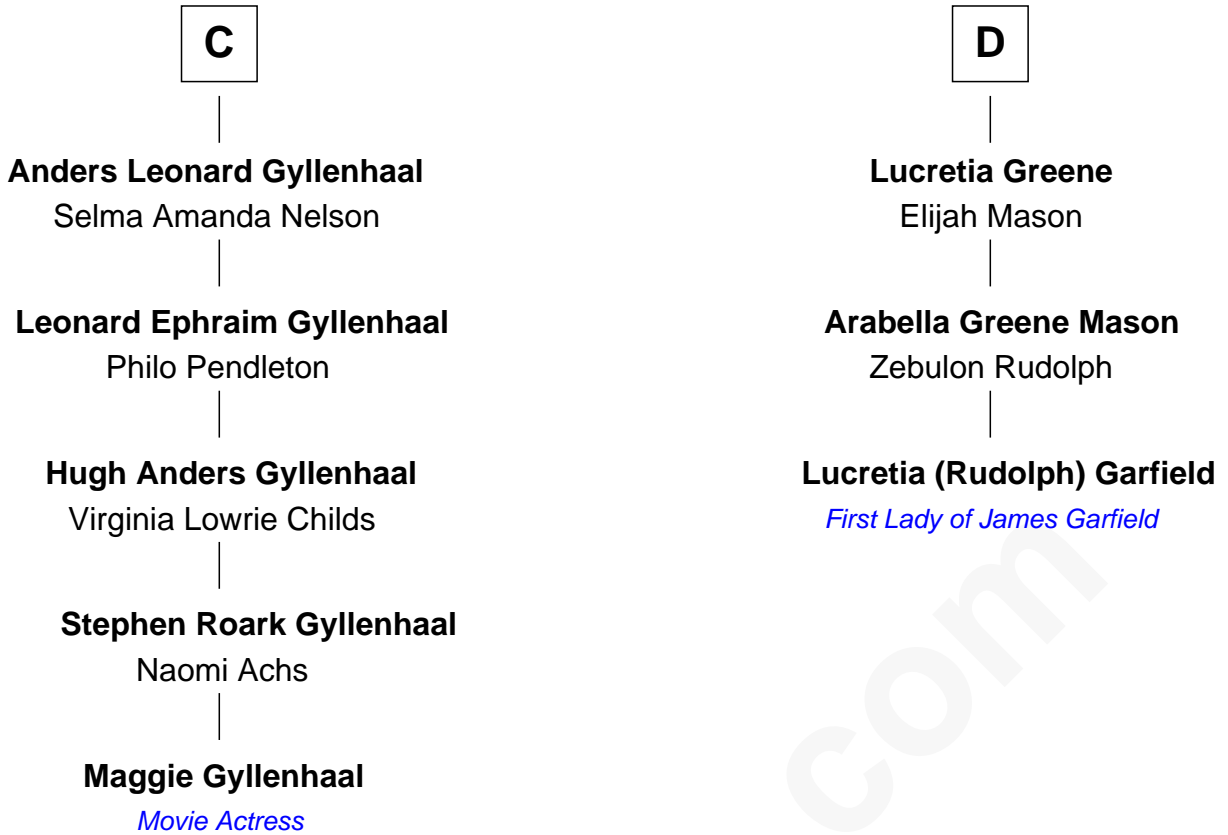 C
Anders Leonard Gyllenhaal
Selma Amanda Nelson
Leonard Ephraim Gyllenhaal
Philo Pendleton
Hugh Anders Gyllenhaal
Virginia Lowrie Childs
Stephen Roark Gyllenhaal
Naomi Achs
Maggie Gyllenhaal
Movie Actress
D
Lucretia Greene
Elijah Mason
Arabella Greene Mason
Zebulon Rudolph
Lucretia (Rudolph) Garfield
First Lady of James Garfield
com